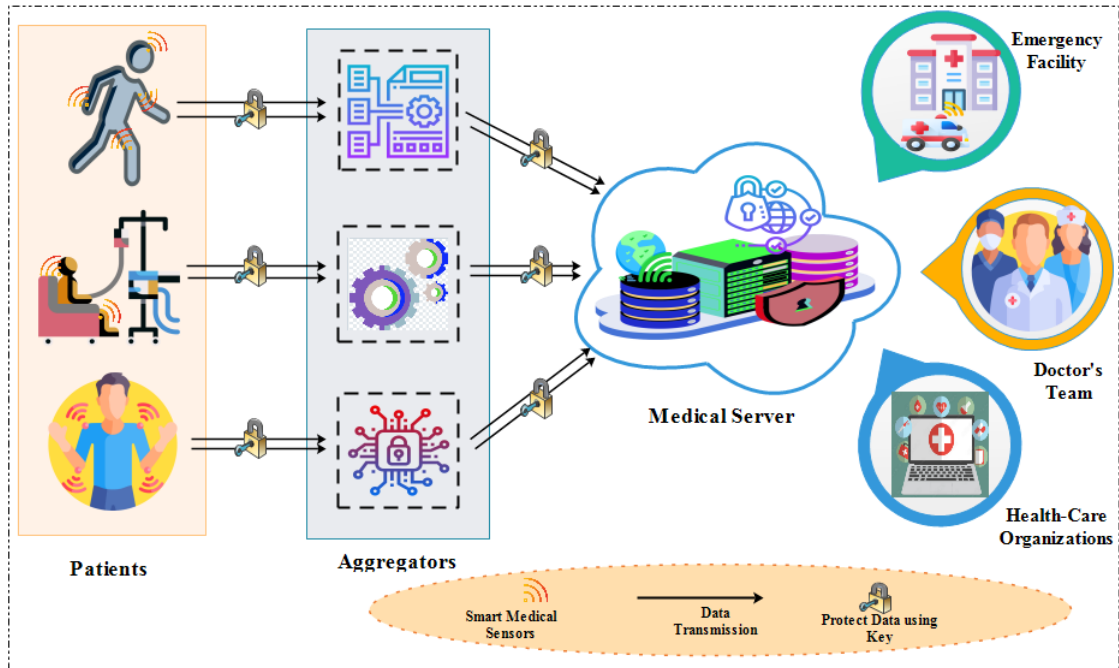 Emergency
Facility
Doctor's
Team
Medical Server
Health-Care
Organizations
Patients
Aggregators
Smart Medical
Sensors
Data
Transmission
Protect Data using
Key